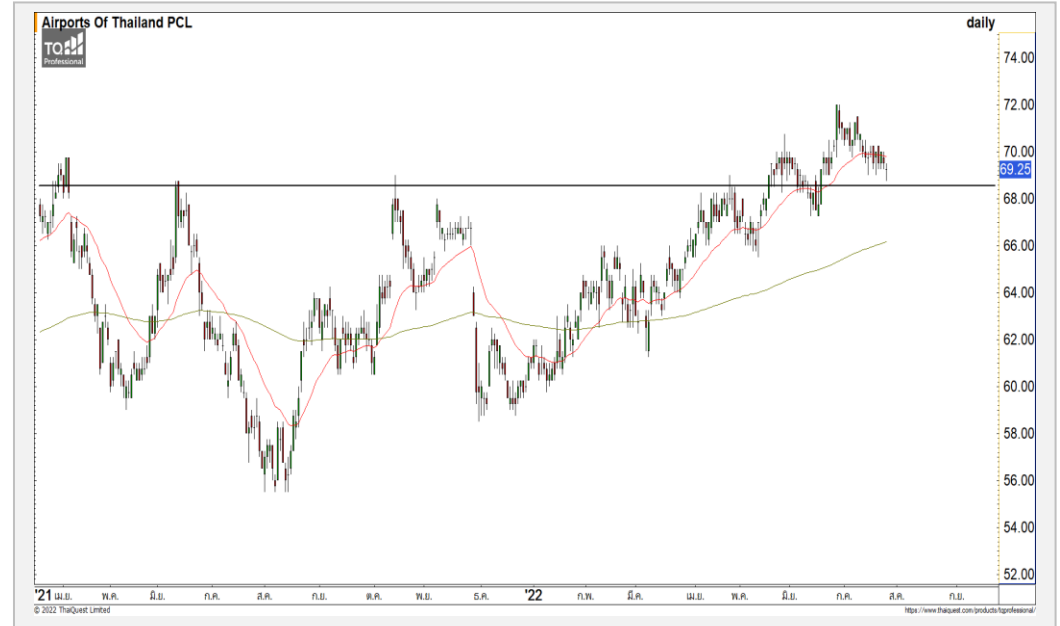 Airports Of Thailand PCL
daily
TQ
Professional
74.00
72.00
70.00
69.25
68.00
66.00
64.00
62.00
60.00
58.00
56.00
54.00
52.00
'21 เม.ย. พ.ค. มิ.ย. ก.ค. ส.ค. ก.ย. ต.ค. พ.ย. ธ.ค. '22 ก.พ. มี.ค. เม.ย. พ.ค. มิ.ย. ก.ค. ส.ค. ก.ย.
© 2022 ThaiQuest Limited
https://www.thaiquest.com/products/tqprofessional/